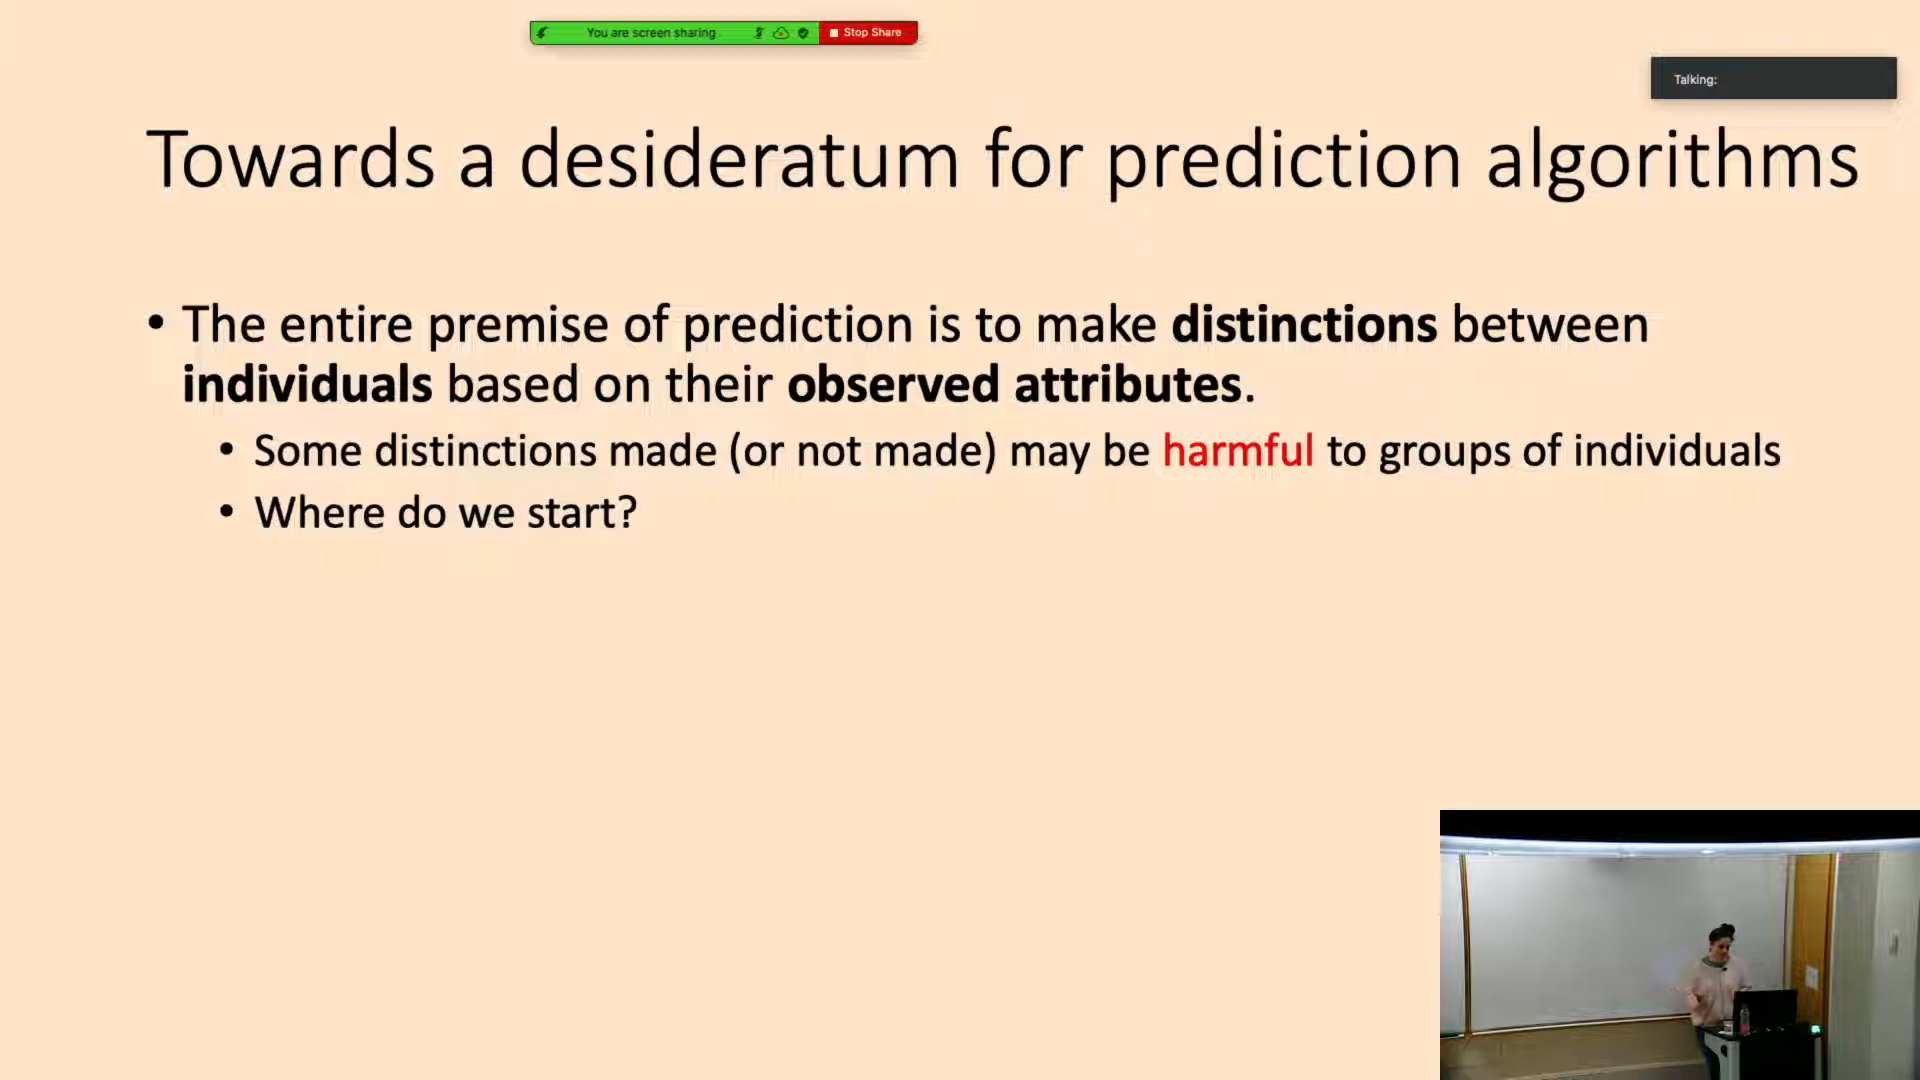 You are screen sharing
Stop Share
Talking:
Towards a desideratum for prediction algorithms
• The entire premise of prediction is to make distinctions between
individuals based on their observed attributes.
• Some distinctions made (or not made) may be harmful to groups of individuals
• Where do we start?